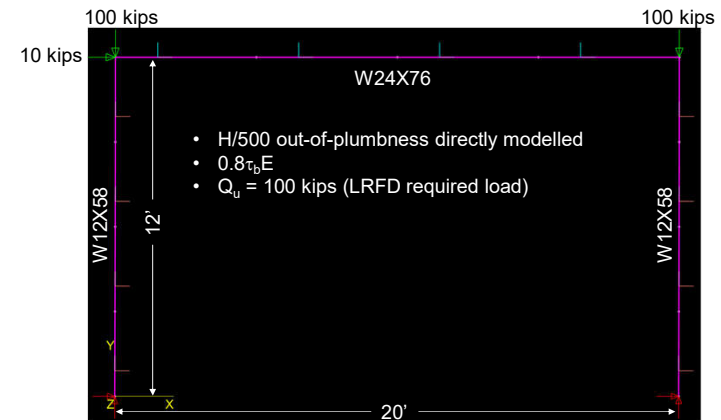 100 kips
100 kips
10 kips
W24X76
• H/500 out-of-plumbness directly modelled
• 0.8τbE
• Qu = 100 kips (LRFD required load)
W12X58
12’
W12X58
Y
Z
X
20’